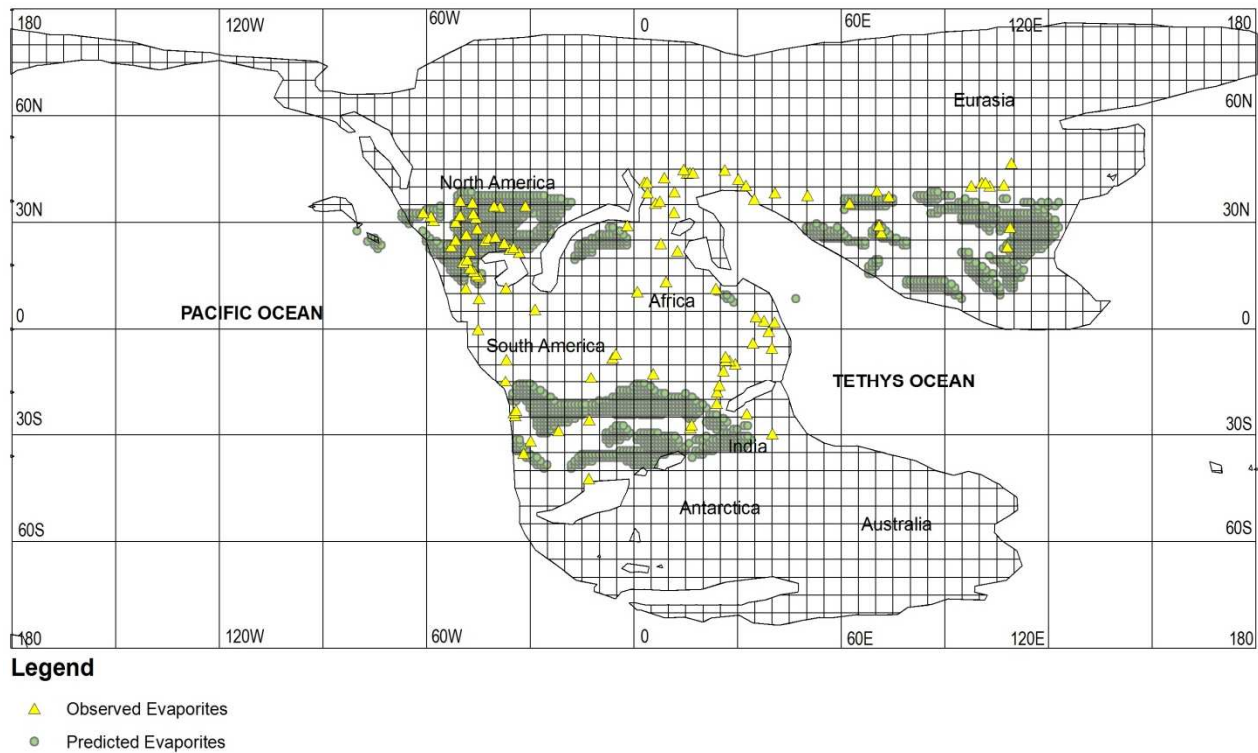 180 120W 60W 0 60E 120E 180
60N 60N
Eurasia
North America
30N 30N
Africa
PACIFIC OCEAN
0 0
South America
TETHYS OCEAN
30S 30S
India
Antarctica
Australia
60S 60S
180 120W 60W 0 60E 120E 180
Legend
Observed Evaporites
Predicted Evaporites